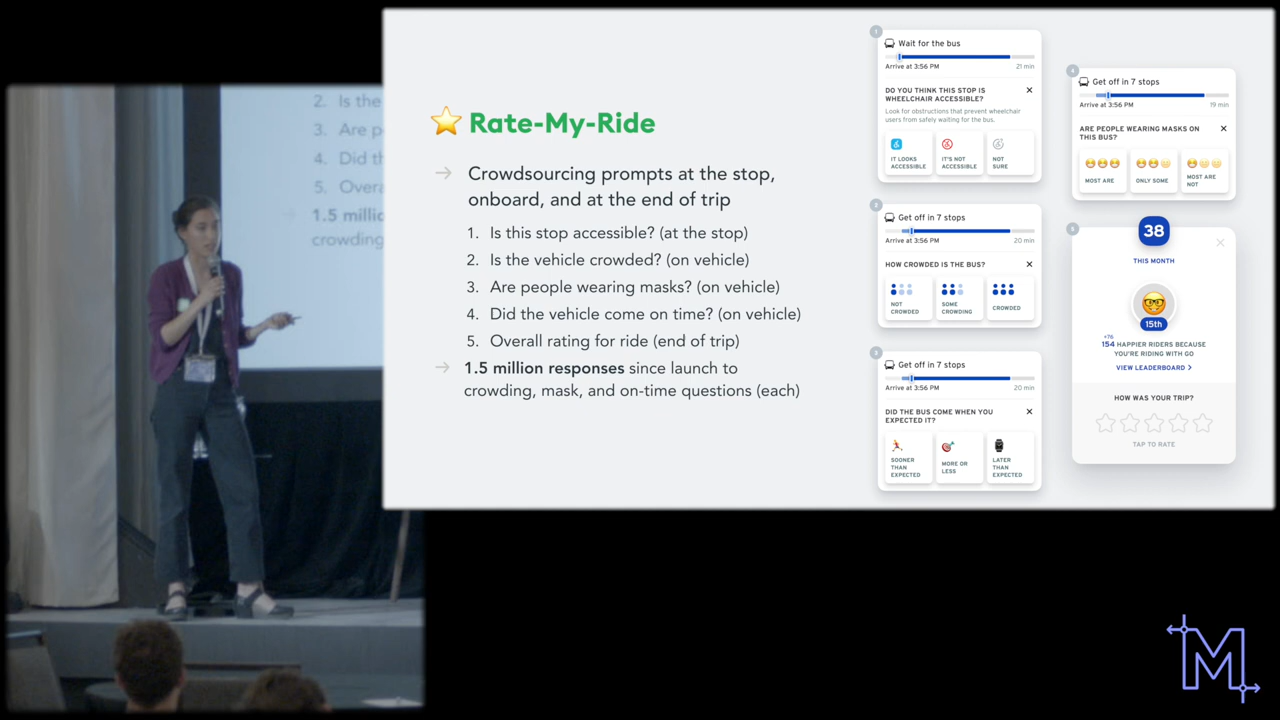 2. Is the
3. Are p
4. Did th
5. Overa
1.5 millio
crowding
Rate-My-Ride
Crowdsourcing prompts at the stop,
onboard, and at the end of trip
1. Is this stop accessible? (at the stop)
2. Is the vehicle crowded? (on vehicle)
3. Are people wearing masks? (on vehicle)
4. Did the vehicle come on time? (on vehicle)
5. Overall rating for ride (end of trip)
1.5 million responses since launch to
crowding, mask, and on-time questions (each)
1
Wait for the bus
Arrive at 3:56 PM 21 min
DO YOU THINK THIS STOP IS
WHEELCHAIR ACCESSIBLE?
Look for obstructions that prevent wheelchair
users from safely waiting for the bus.
IT LOOKS
ACCESSIBLE
IT'S NOT
ACCESSIBLE
NOT
SURE
2
Get off in 7 stops
Arrive at 3:56 PM 20 min
HOW CROWDED IS THE BUS?
NOT
CROWDED
SOME
CROWDING
CROWDED
3
Get off in 7 stops
Arrive at 3:56 PM 20 min
DID THE BUS COME WHEN YOU
EXPECTED IT?
SOONER
THAN
EXPECTED
MORE OR
LESS
LATER
THAN
EXPECTED
4
Get off in 7 stops
Arrive at 3:56 PM 19 min
ARE PEOPLE WEARING MASKS ON
THIS BUS?
MOST ARE
ONLY SOME
MOST ARE
NOT
5
38
THIS MONTH
15th
+76
154 HAPPIER RIDERS BECAUSE
YOU'RE RIDING WITH GO
VIEW LEADERBOARD >
HOW WAS YOUR TRIP?
TAP TO RATE
M